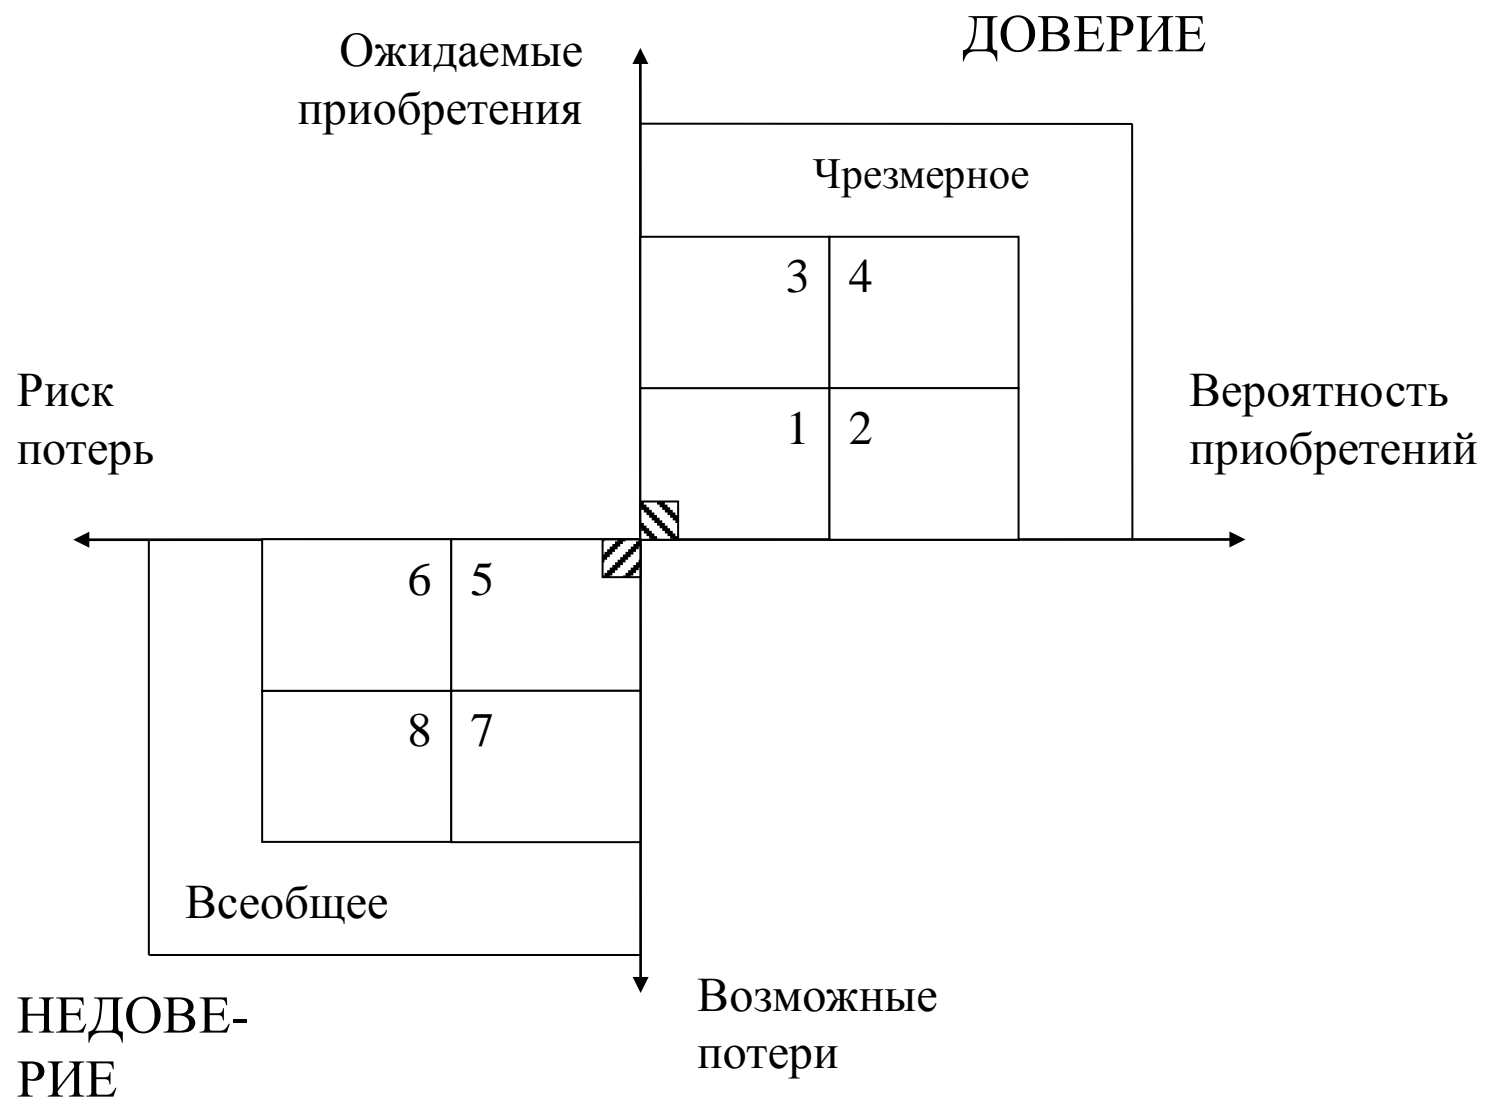 ДОВЕРИЕ
Ожидаемые
приобретения
Чрезмерное
3 4
Риск
потерь
1 2
Вероятность
приобретений
6 5
8 7
Всеобщее
НЕДОВЕ-
РИЕ
Возможные
потери